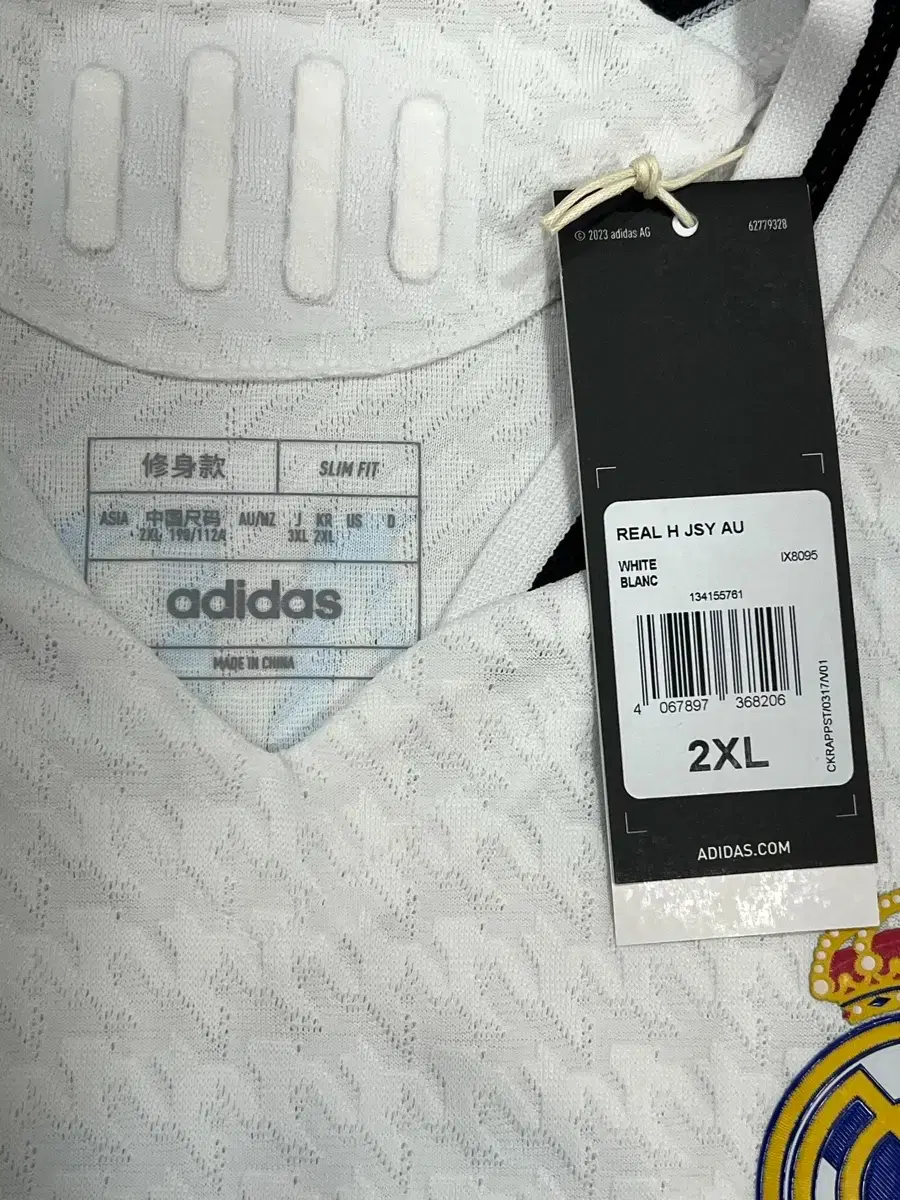 © 2023 adidas AG
62779328
修身款
SLIM FIT
ASIA 中国尺码 AU/NZ J KR US D
2XL 190/112A 3XL 2XL
adidas
MADE IN CHINA
REAL H JSY AU
WHITE
BLANC
IX8095
134155761
4 067897 368206
2XL
CKRAPPST/0317/V01
ADIDAS.COM